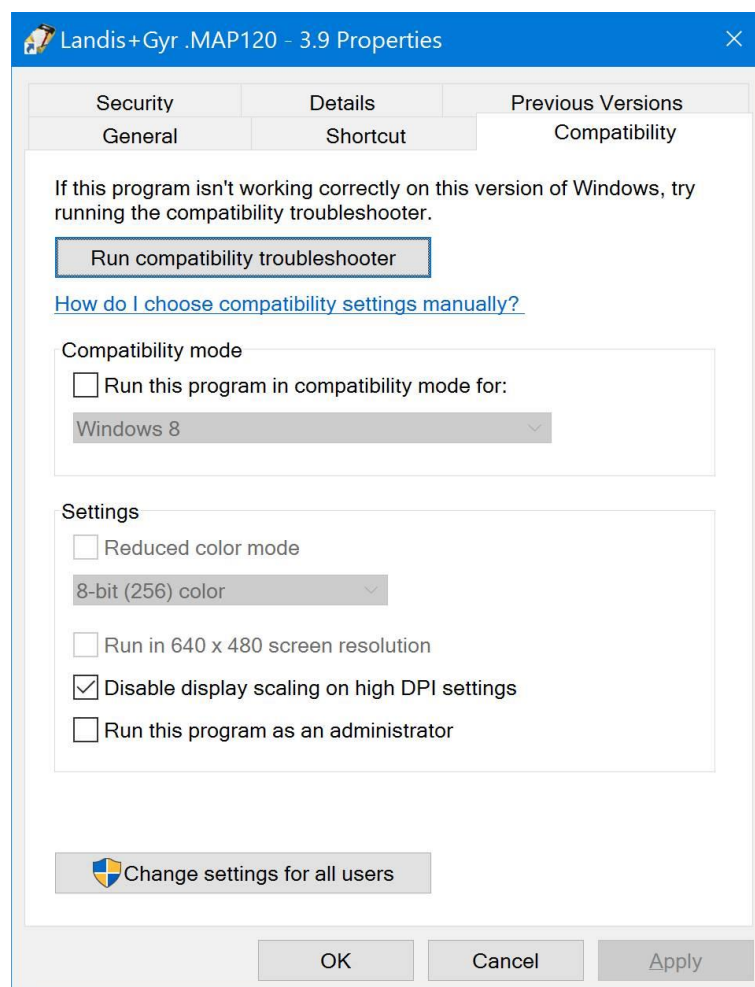 Landis+Gyr .MAP120 - 3.9 Properties
Security Details Previous Versions
General Shortcut Compatibility
If this program isn't working correctly on this version of Windows, try
running the compatibility troubleshooter.
Run compatibility troubleshooter
How do I choose compatibility settings manually?
Compatibility mode
Run this program in compatibility mode for:
Windows 8
Settings
Reduced color mode
8-bit (256) color
Run in 640 x 480 screen resolution
Disable display scaling on high DPI settings
Run this program as an administrator
Change settings for all users
OK Cancel Apply